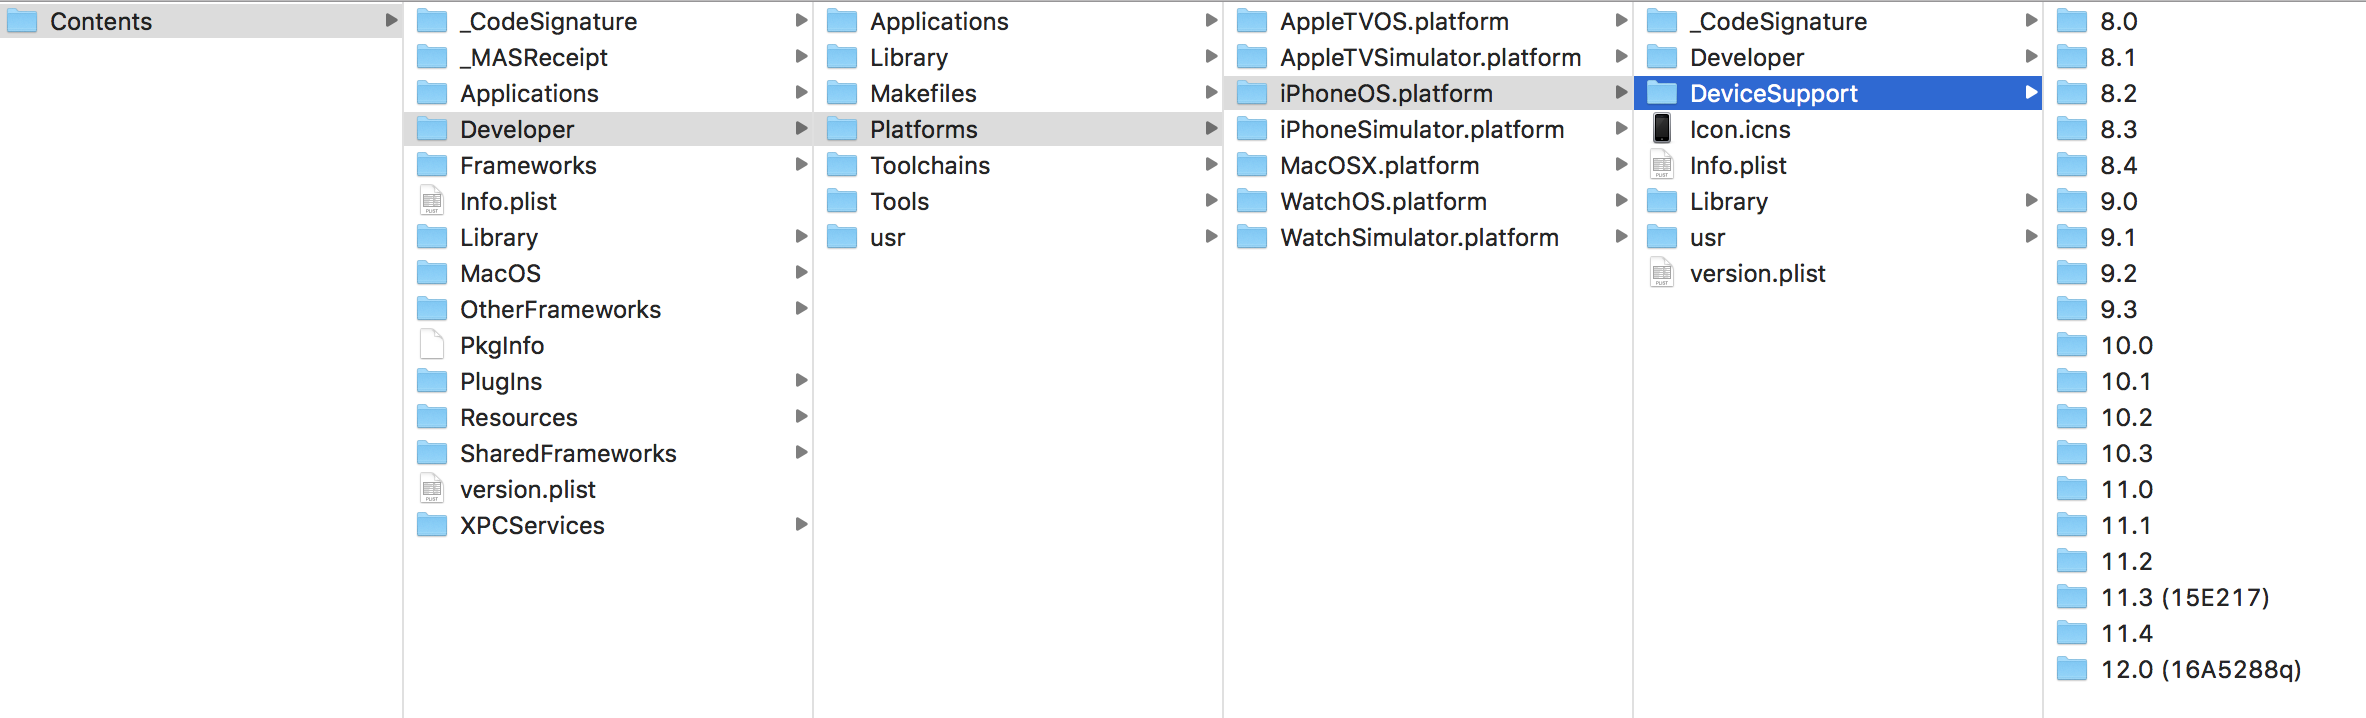 Contents
_CodeSignature
_MASReceipt
Applications
Developer
Frameworks
Info.plist
Library
MacOS
OtherFrameworks
PkgInfo
PlugIns
Resources
SharedFrameworks
version.plist
XPCServices
Applications
Library
Makefiles
Platforms
Toolchains
Tools
usr
AppleTVOS.platform
AppleTVSimulator.platform
iPhoneOS.platform
iPhoneSimulator.platform
MacOSX.platform
WatchOS.platform
WatchSimulator.platform
_CodeSignature
Developer
DeviceSupport
Icon.icns
Info.plist
Library
usr
version.plist
8.0
8.1
8.2
8.3
8.4
9.0
9.1
9.2
9.3
10.0
10.1
10.2
10.3
11.0
11.1
11.2
11.3 (15E217)
11.4
12.0 (16A5288q)